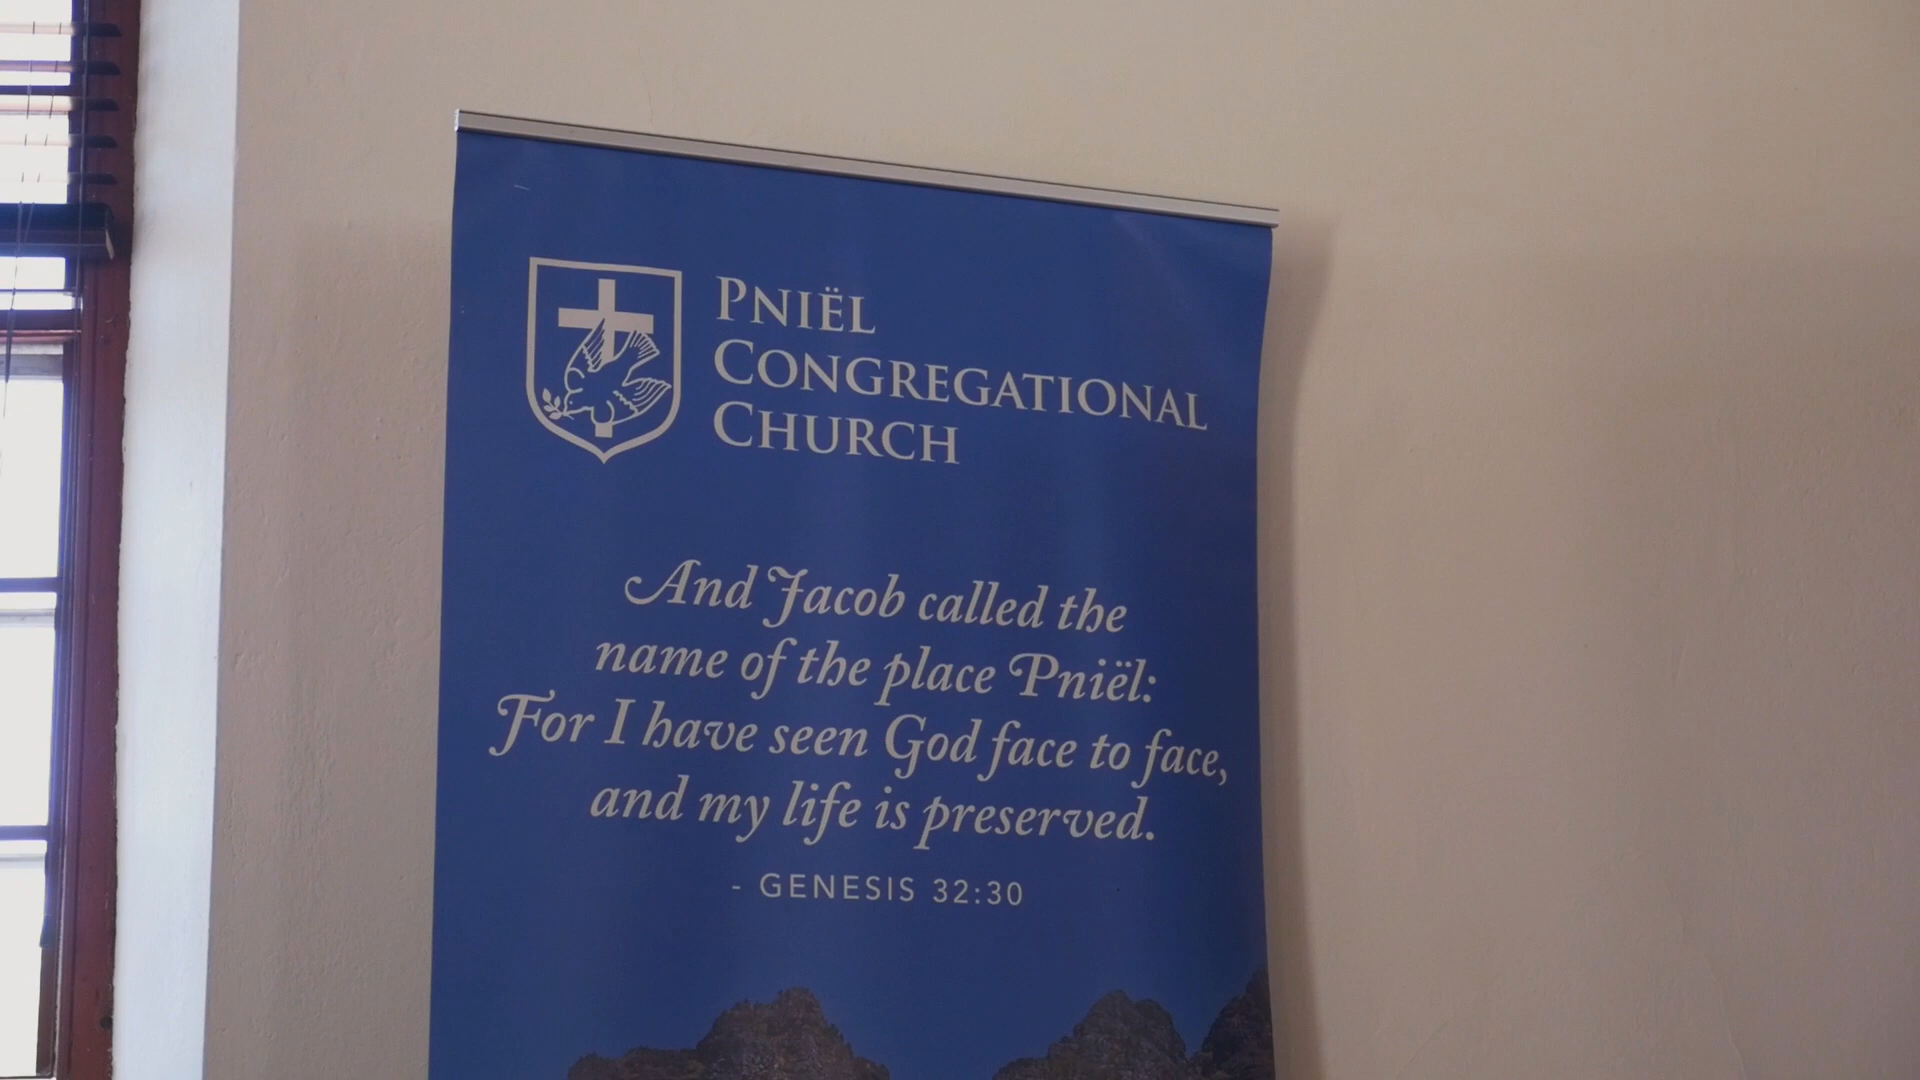 PNIËL
CONGREGATIONAL
CHURCH
And Jacob called the
name of the place Pniël:
For I have seen God face to face,
and my life is preserved.
- GENESIS 32:30